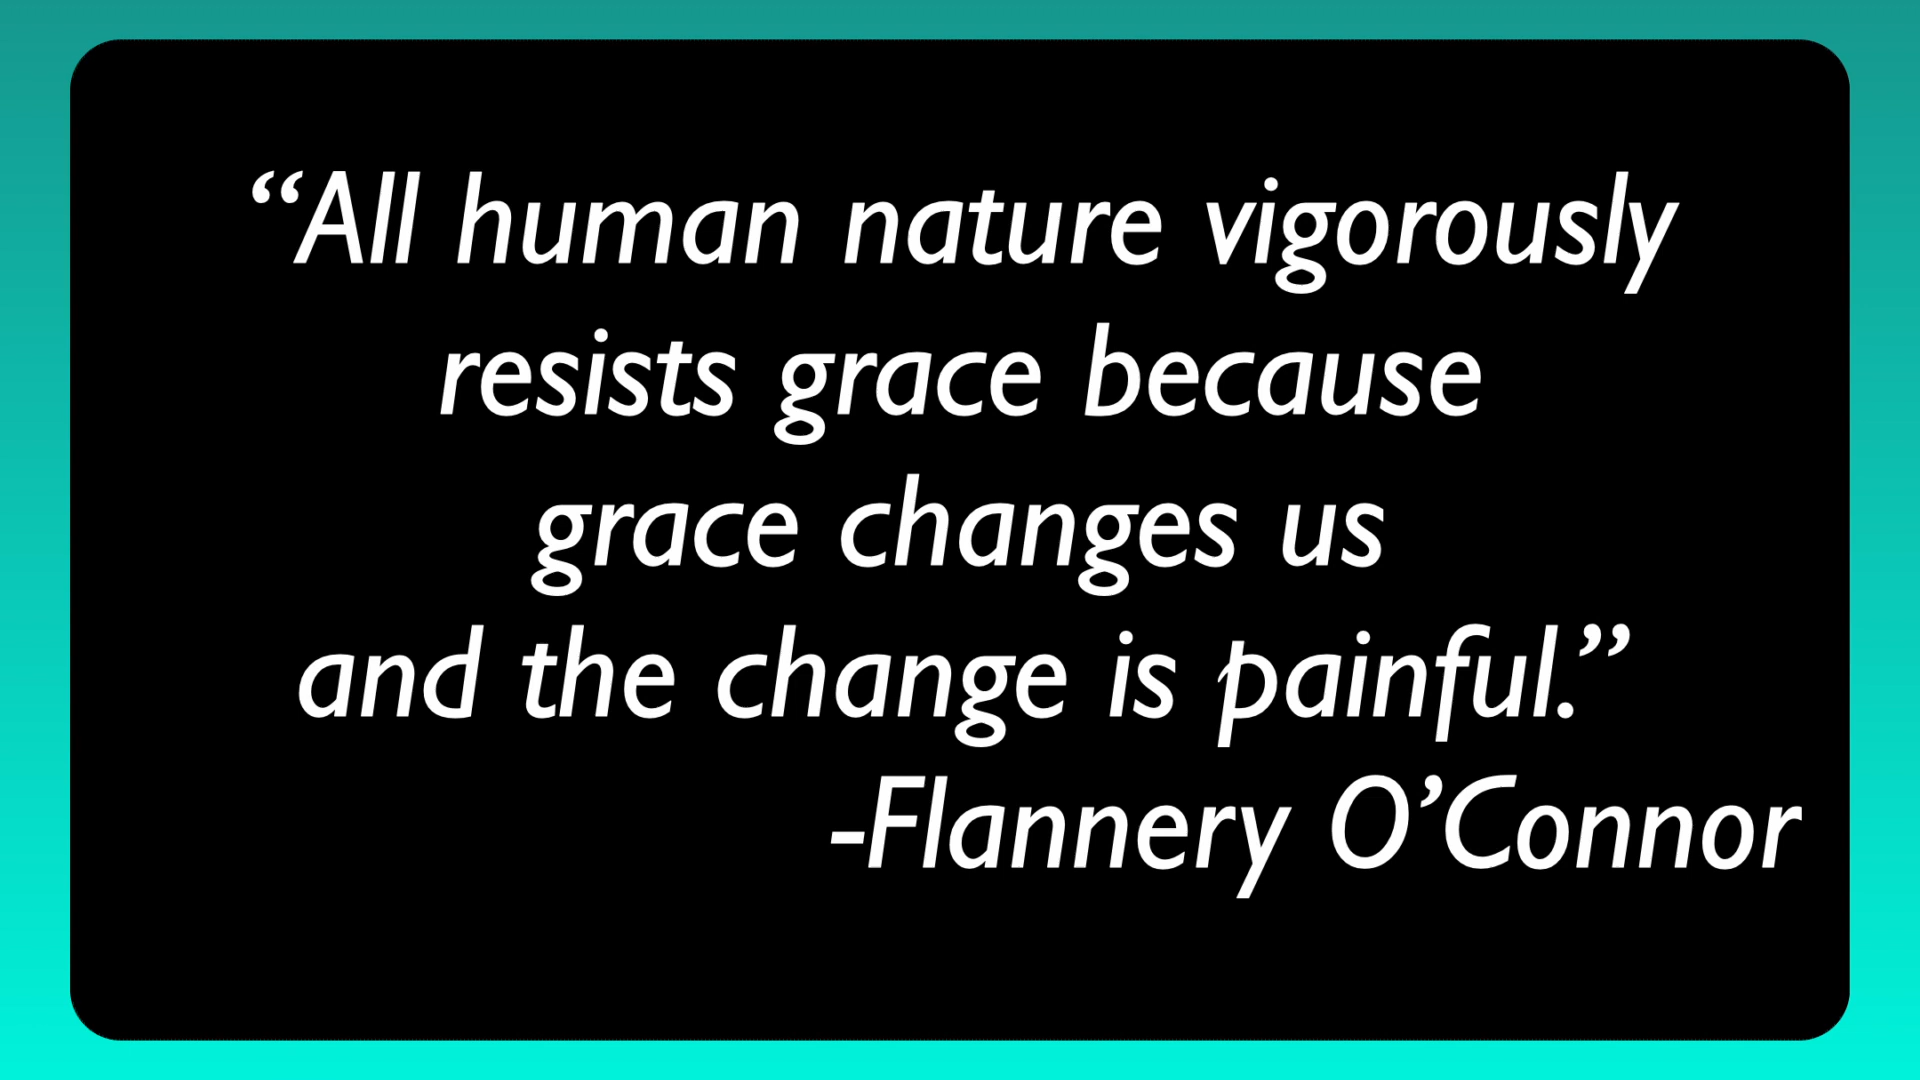 “All human nature vigorously
resists grace because
grace changes us
and the change is painful.”
-Flannery O’Connor